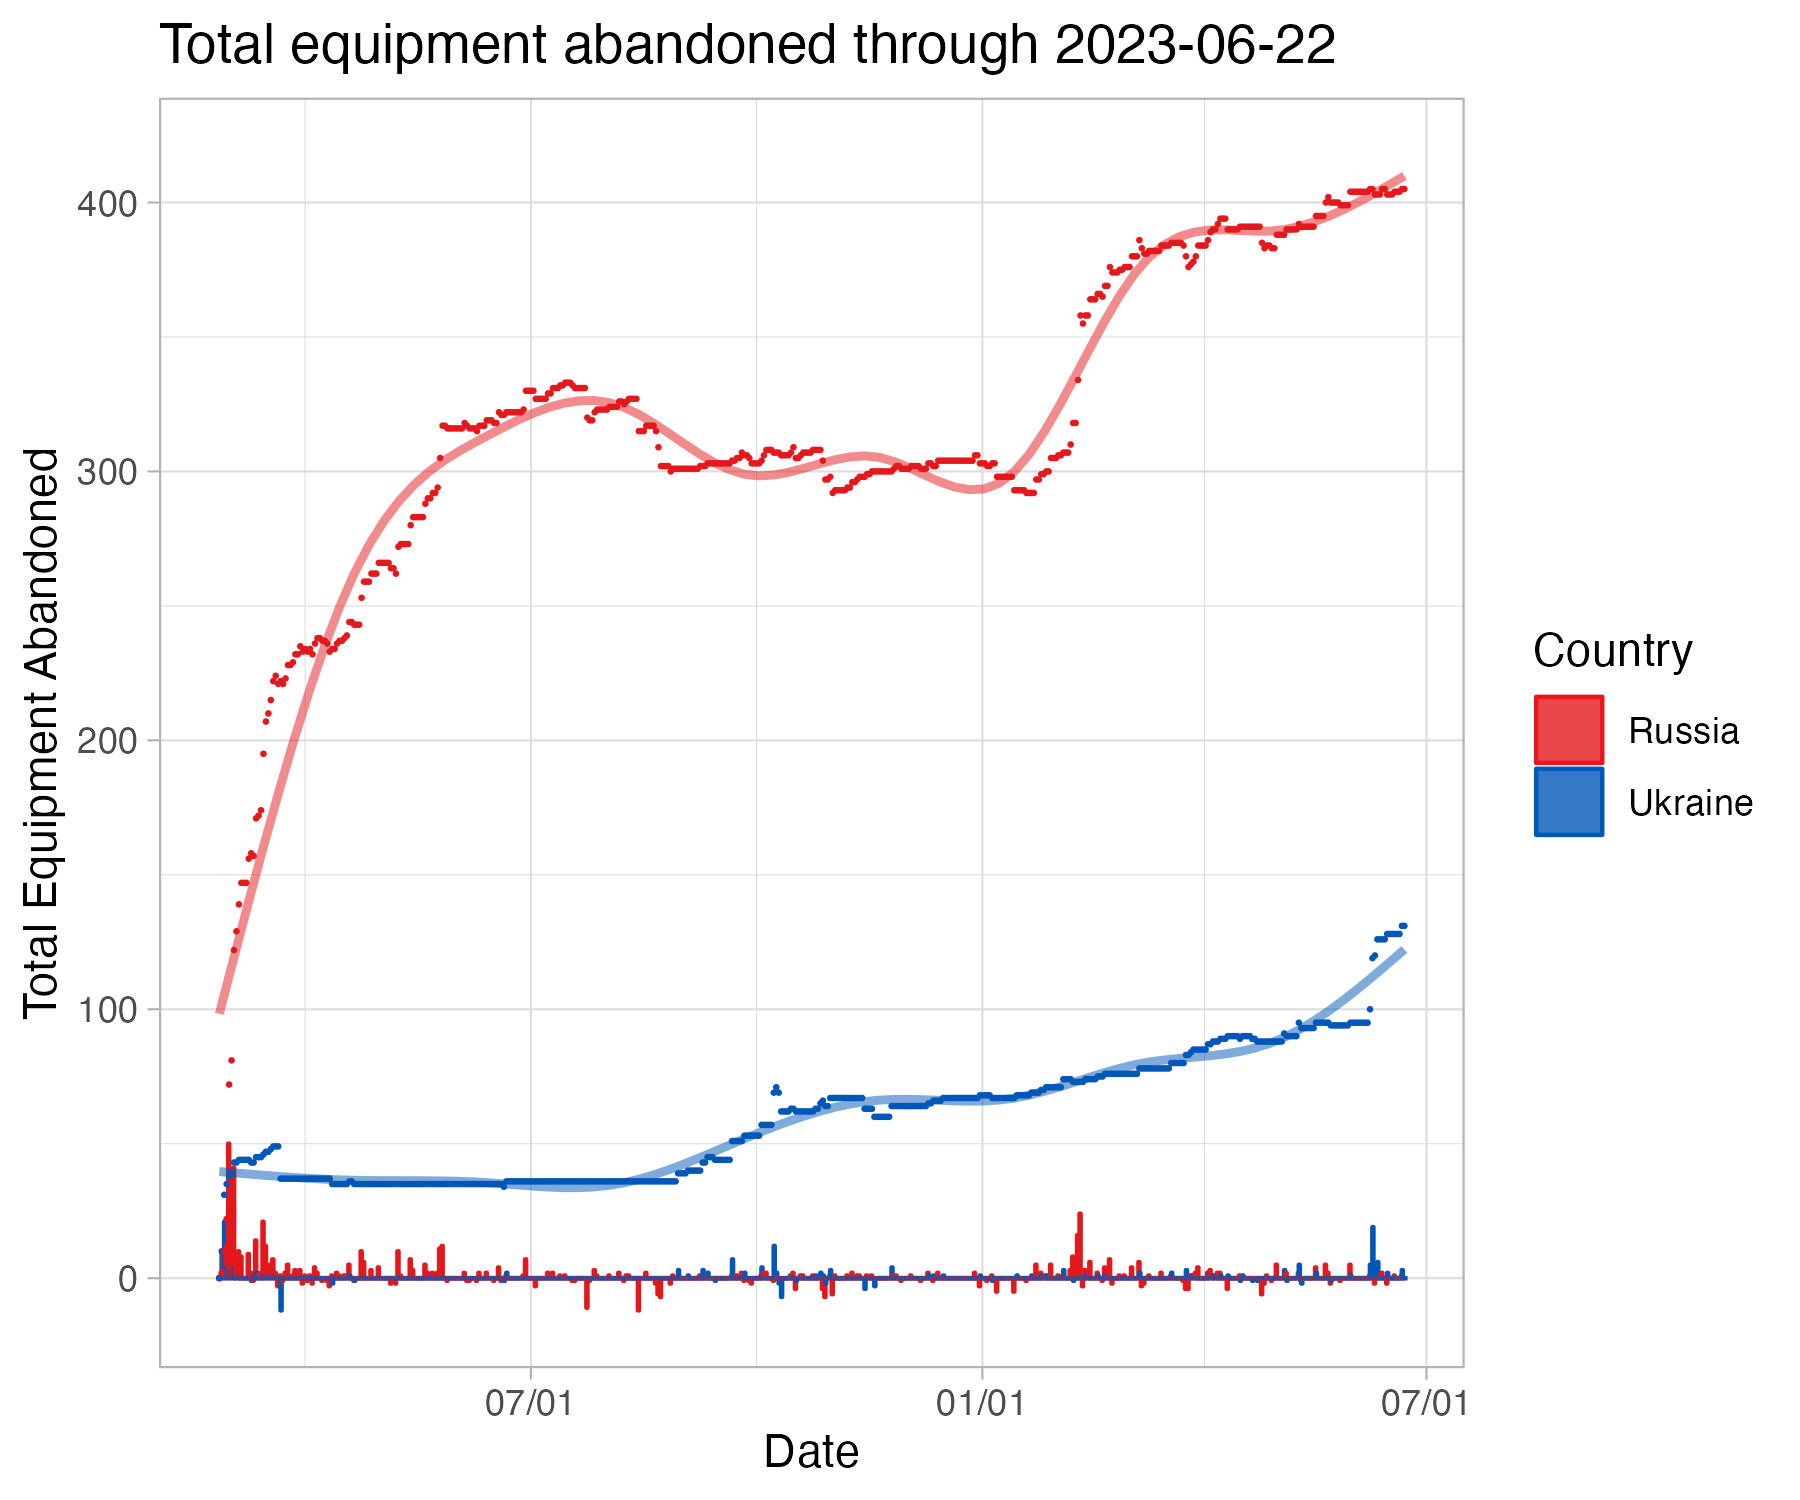 Total equipment abandoned through 2023-06-22
Total Equipment Abandoned
400
300
200
100
0
07/01
01/01
07/01
Date
Country
Russia
Ukraine